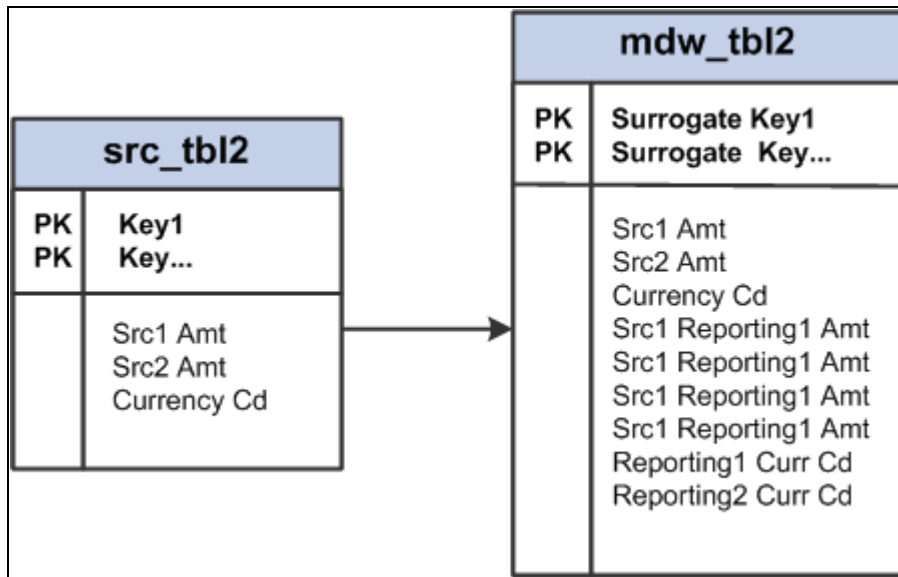 src_tbl2
PK Key1
PK Key...
Src1 Amt
Src2 Amt
Currency Cd
mdw_tbl2
PK Surrogate Key1
PK Surrogate Key...
Src1 Amt
Src2 Amt
Currency Cd
Src1 Reporting1 Amt
Src1 Reporting1 Amt
Src1 Reporting1 Amt
Src1 Reporting1 Amt
Reporting1 Curr Cd
Reporting2 Curr Cd